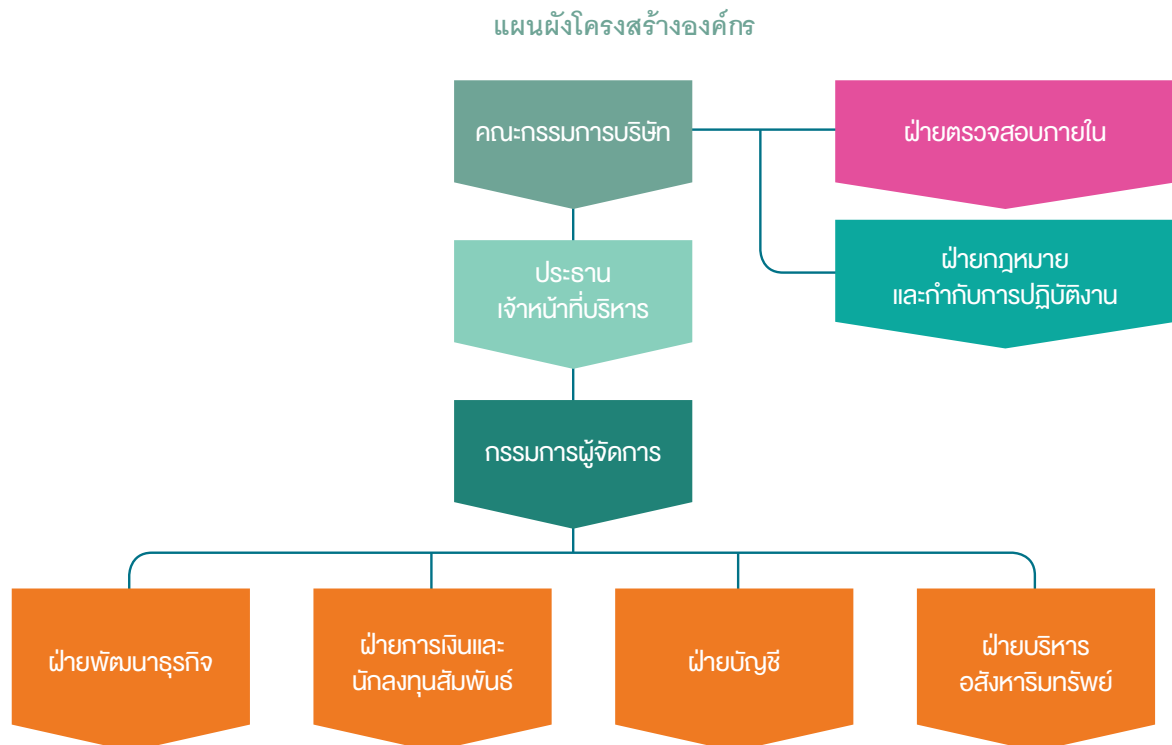 แผนผังโครงสร้างองค์กร
คณะกรรมการบริษัท
ฝ่ายตรวจสอบภายใน
ฝ่ายกฎหมาย
และกำกับการปฏิบัติงาน
ประธาน
เจ้าหน้าที่บริหาร
กรรมการผู้จัดการ
ฝ่ายพัฒนาธุรกิจ
ฝ่ายการเงินและ
นักลงทุนสัมพันธ์
ฝ่ายบัญชี
ฝ่ายบริหาร
อสังหาริมทรัพย์